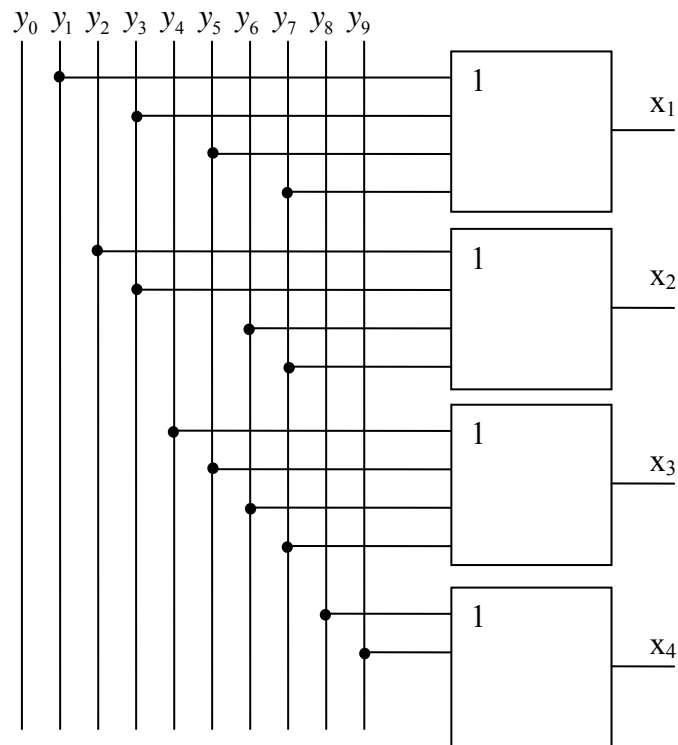 y₀ y₁ y₂ y₃ y₄ y₅ y₆ y₇ y₈ y₉
1
x₁
1
x₂
1
x₃
1
x₄